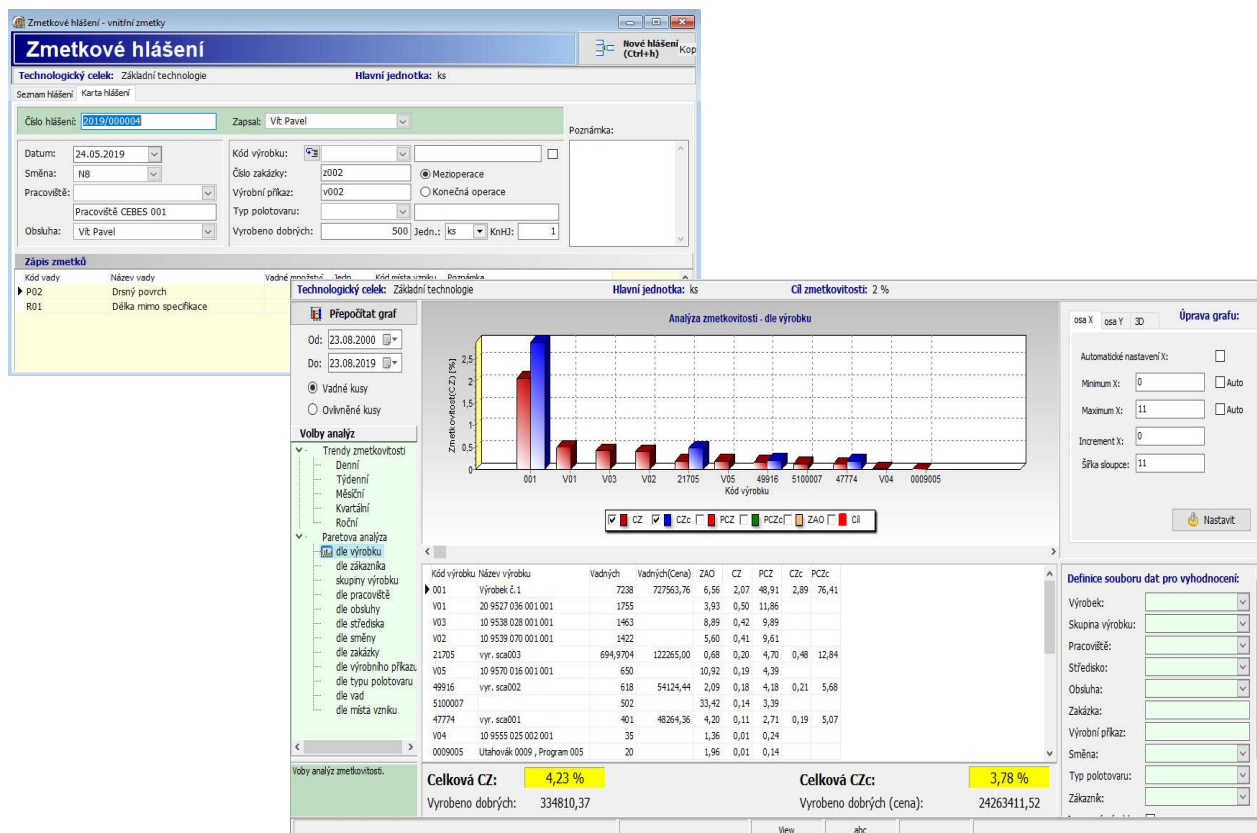 Zmetkové hlášení - vnitřní zmetky
Zmetkové hlášení
Nové hlášení
(Ctrl+h)
Kop
Technologický celek: Základní technologie Hlavní jednotka: ks
Seznam hlášení Karta hlášení
Číslo hlášení: 2019/000004 Zapsal: Vít Pavel
Poznámka:
Datum: 24.05.2019 Kód výrobku:
Směna: N8 Číslo zakázky: z002 Mezioperace
Pracoviště: Výrobní příkaz: v002 Konečná operace
Pracoviště CEBES 001 Typ polotovaru:
Obsluha: Vít Pavel Vyrobeno dobrých: 500 Jedn.: ks KnHJ: 1
Zápis zmetků
Kód vady Název vady Vadné množství Jedn. Kód místa vzniku Poznámka
P02 Drsný povrch
R01 Délka mimo specifikace
Technologický celek: Základní technologie Hlavní jednotka: ks Cíl zmetkovitosti: 2 %
Přepočítat graf
Od: 23.08.2000
Do: 23.08.2019
Vadné kusy
Ovlivněné kusy
Volby analýz
Trendy zmetkovitosti
Denní
Týdenní
Měsíční
Kvartální
Roční
Paretova analýza
dle výrobku
dle zákazníka
skupiny výrobku
dle pracoviště
dle obsluhy
dle střediska
dle směny
dle zakázky
dle výrobního příkazu
dle typu polotovaru
dle vad
dle místa vzniku
Voby analýz zmetkovitosti.
Analýza zmetkovitosti - dle výrobku
Zmetkovitost(CZ) [%]
2,5
2
1,5
1
0,5
0
001 V01 V03 V02 21705 V05 49916 5100007 47774 V04 0009005
Kód výrobku
CZ CZc PCZ PCZc ZAO Cíl
osa X osa Y 3D Úprava grafu:
Automatické nastavení X:
Minimum X: 0 Auto
Maximum X: 11 Auto
Increment X: 0
Šířka sloupce: 11
Nastavit
Kód výrobku Název výrobku Vadných Vadných(Cena) ZAO CZ PCZ CZc PCZc
001 Výrobek č.1 7238 727563,76 6,56 2,07 48,91 2,89 76,41
V01 20 9527 036 001 001 1755 3,93 0,50 11,86
V03 10 9538 028 001 001 1463 8,89 0,42 9,89
V02 10 9539 070 001 001 1422 5,60 0,41 9,61
21705 vyr. sca003 694,9704 122265,00 0,68 0,20 4,70 0,48 12,84
V05 10 9570 016 001 001 650 10,92 0,19 4,39
49916 vyr. sca002 618 54124,44 2,09 0,18 4,18 0,21 5,68
5100007 502 33,42 0,14 3,39
47774 vyr. sca001 401 48264,36 4,20 0,11 2,71 0,19 5,07
V04 10 9555 025 002 001 35 1,36 0,01 0,24
0009005 Utahovák 0009 , Program 005 20 1,96 0,01 0,14
Celková CZ: 4,23 % Celková CZc: 3,78 %
Vyrobeno dobrých: 334810,37 Vyrobeno dobrých (cena): 24263411,52
Definice souboru dat pro vyhodnocení:
Výrobek:
Skupina výrobku:
Pracoviště:
Středisko:
Obsluha:
Zakázka:
Výrobní příkaz:
Směna:
Typ polotovaru:
Zákazník:
View abc